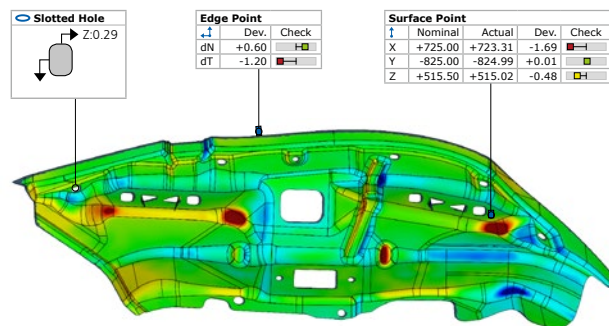 Slotted Hole
Z:0.29
Edge Point
Dev. Check
dN +0.60
dT -1.20
Surface Point
Nominal Actual Dev. Check
X +725.00 +723.31 -1.69
Y -825.00 -824.99 +0.01
Z +515.50 +515.02 -0.48